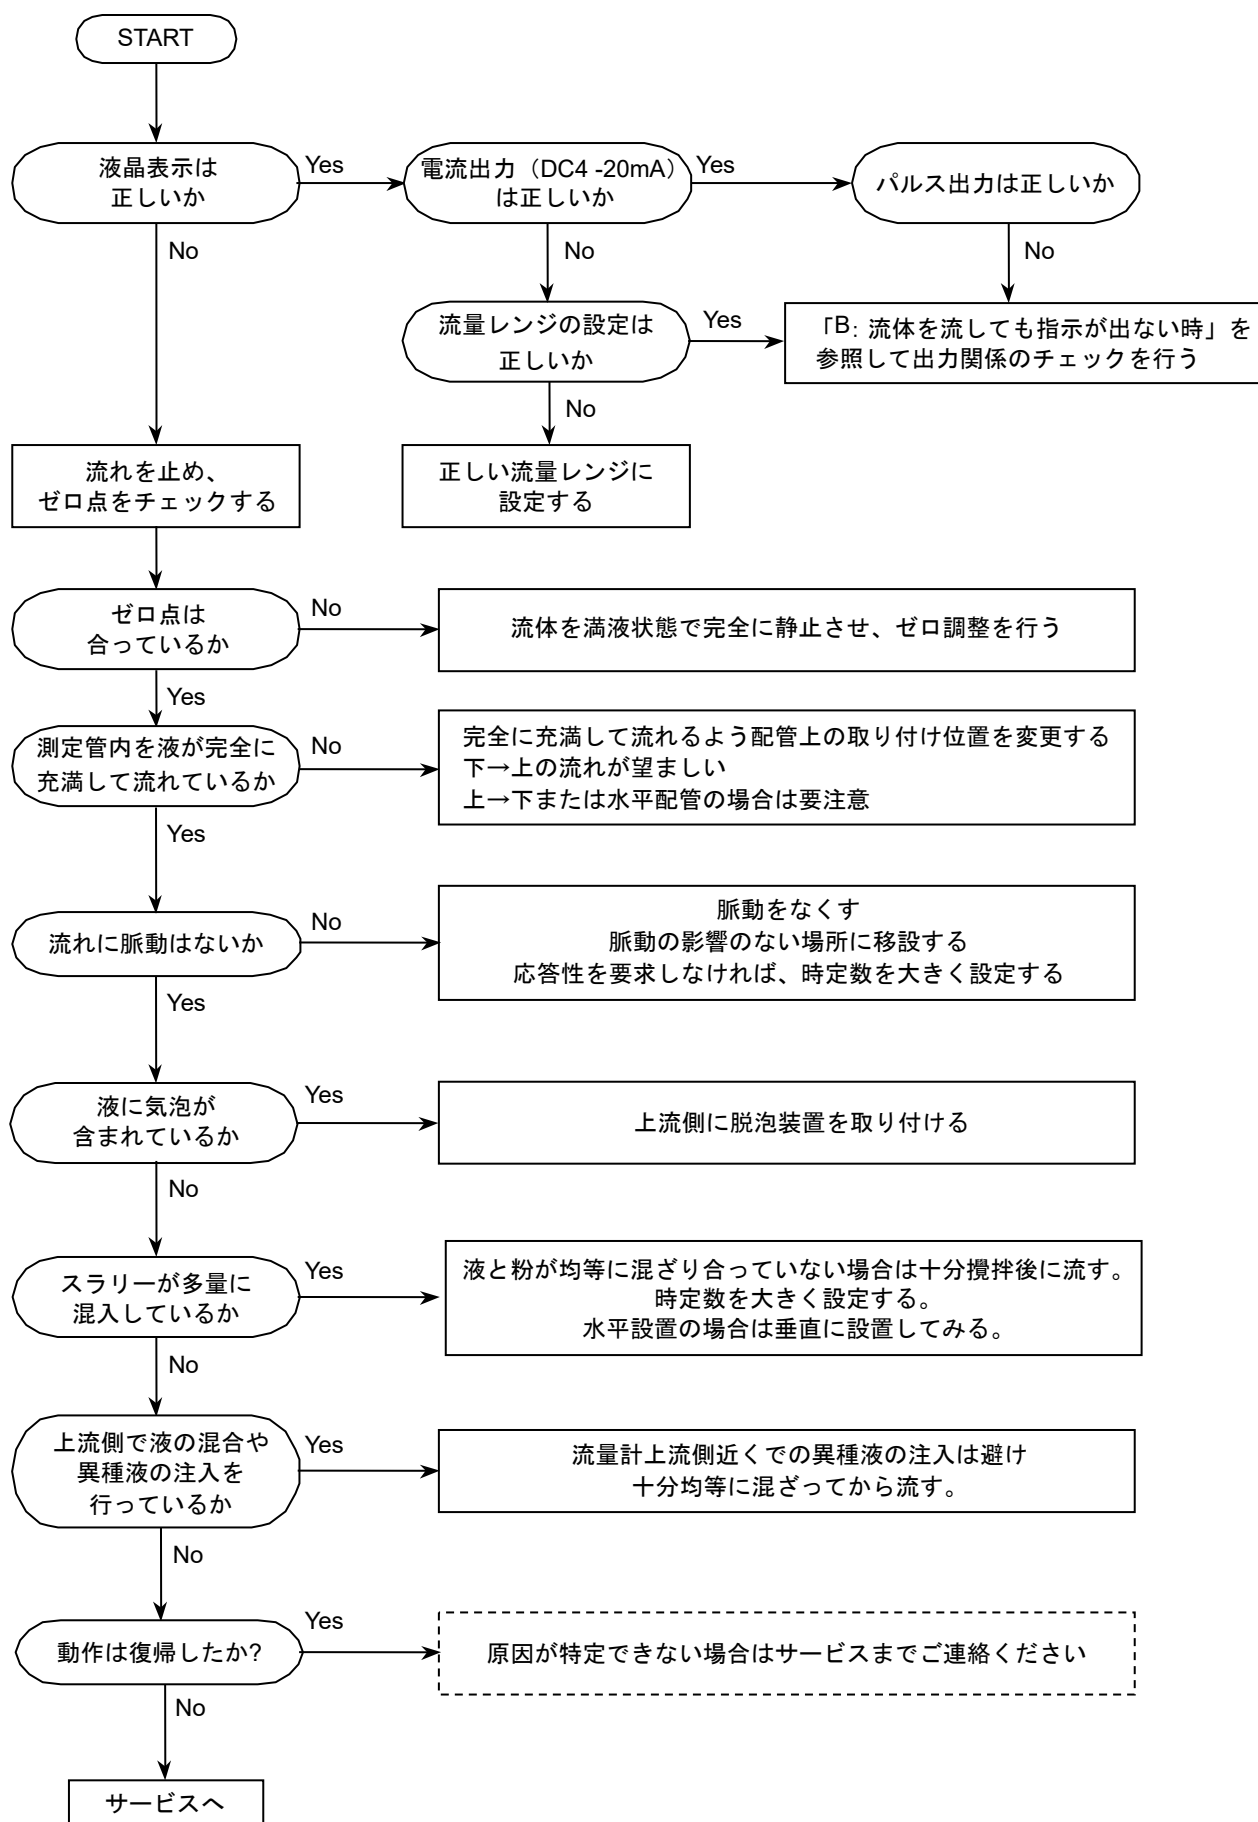 START
液晶表示は
正しいか
Yes
電流出力（DC4 -20mA）
は正しいか
Yes
パルス出力は正しいか
No
No
No
流量レンジの設定は
正しいか
Yes
「B: 流体を流しても指示が出ない時」を
参照して出力関係のチェックを行う
No
流れを止め、
ゼロ点をチェックする
正しい流量レンジに
設定する
ゼロ点は
合っているか
No
流体を満液状態で完全に静止させ、ゼロ調整を行う
Yes
測定管内を液が完全に
充満して流れているか
No
完全に充満して流れるよう配管上の取り付け位置を変更する
下→上の流れが望ましい
上→下または水平配管の場合は要注意
Yes
流れに脈動はないか
No
脈動をなくす
脈動の影響のない場所に移設する
応答性を要求しなければ、時定数を大きく設定する
Yes
液に気泡が
含まれているか
Yes
上流側に脱泡装置を取り付ける
No
スラリーが多量に
混入しているか
Yes
液と粉が均等に混ざり合っていない場合は十分攪拌後に流す。
時定数を大きく設定する。
水平設置の場合は垂直に設置してみる。
No
上流側で液の混合や
異種液の注入を
行っているか
Yes
流量計上流側近くでの異種液の注入は避け
十分均等に混ざってから流す。
No
動作は復帰したか?
Yes
原因が特定できない場合はサービスまでご連絡ください
No
サービスへ